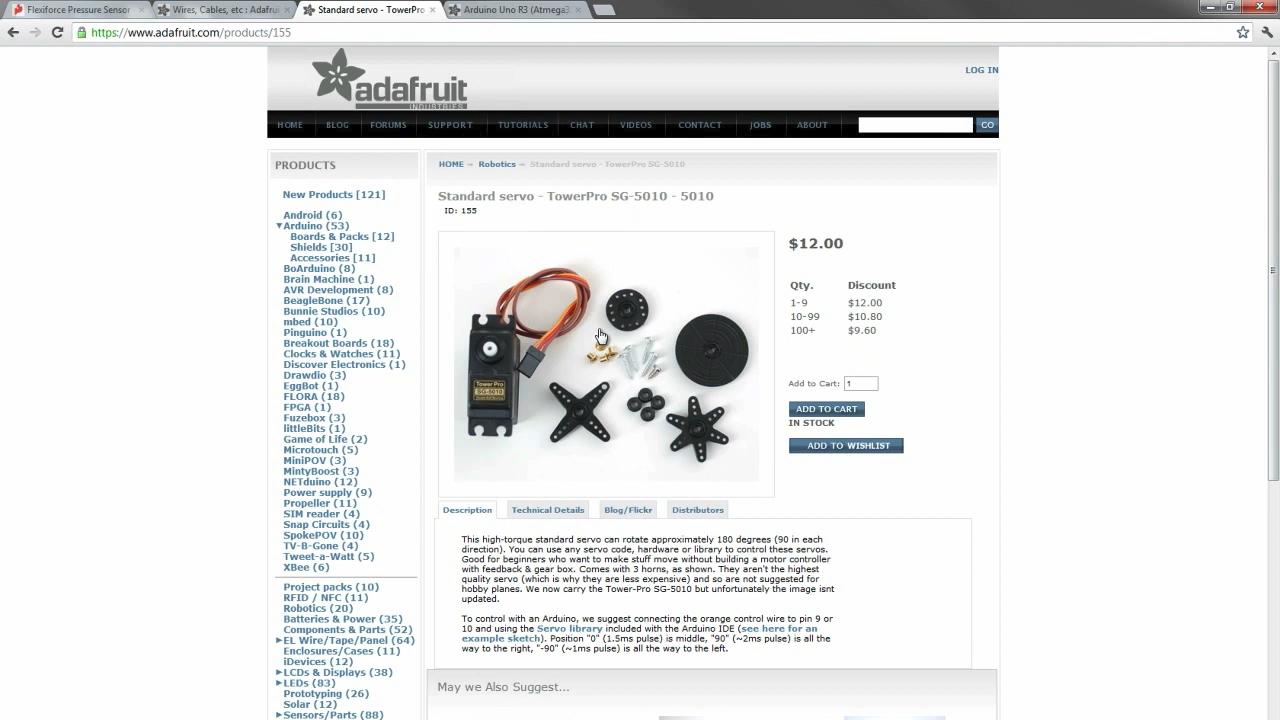 Flexiforce Pressure Sensor
Wires, Cables, etc : Adafru
Standard servo - TowerPro
Arduino Uno R3 (Atmega3
https://www.adafruit.com/products/155
adafruit
INDUSTRIES
LOG IN
HOME BLOG FORUMS SUPPORT TUTORIALS CHAT VIDEOS CONTACT JOBS ABOUT GO
PRODUCTS
New Products [121]
Android (6)
Arduino (53)
Boards & Packs [12]
Shields [30]
Accessories [11]
BoArduino (8)
Brain Machine (1)
AVR Development (8)
BeagleBone (17)
Bunnie Studios (10)
mbed (10)
Pinguino (1)
Breakout Boards (18)
Clocks & Watches (11)
Discover Electronics (1)
Drawdio (3)
EggBot (1)
FLORA (18)
FPGA (1)
Fuzebox (3)
littleBits (1)
Game of Life (2)
Microtouch (5)
MiniPOV (3)
MintyBoost (3)
NETduino (12)
Power supply (9)
Propeller (11)
SIM reader (4)
Snap Circuits (4)
SpokePOV (10)
TV-B-Gone (4)
Tweet-a-Watt (5)
XBee (6)
Project packs (10)
RFID / NFC (11)
Robotics (20)
Batteries & Power (35)
Components & Parts (52)
EL Wire/Tape/Panel (64)
Enclosures/Cases (11)
iDevices (12)
LCDs & Displays (38)
LEDs (83)
Prototyping (26)
Solar (12)
Sensors/Parts (88)
HOME Robotics Standard servo - TowerPro SG-5010
Standard servo - TowerPro SG-5010 - 5010
ID: 155
Tower Pro
SG-5010
$12.00
Qty. Discount
1-9 $12.00
10-99 $10.80
100+ $9.60
Add to Cart: 1
ADD TO CART
IN STOCK
ADD TO WISHLIST
Description Technical Details Blog/Flickr Distributors
This high-torque standard servo can rotate approximately 180 degrees (90 in each
direction). You can use any servo code, hardware or library to control these servos.
Good for beginners who want to make stuff move without building a motor controller
with feedback & gear box. Comes with 3 horns, as shown. They aren't the highest
quality servo (which is why they are less expensive) and so are not suggested for
hobby planes. We now carry the Tower-Pro SG-5010 but unfortunately the image isnt
updated.
To control with an Arduino, we suggest connecting the orange control wire to pin 9 or
10 and using the Servo library included with the Arduino IDE (see here for an
example sketch). Position "0" (1.5ms pulse) is middle, "90" (~2ms pulse) is all the
way to the right, "-90" (~1ms pulse) is all the way to the left.
May we Also Suggest...